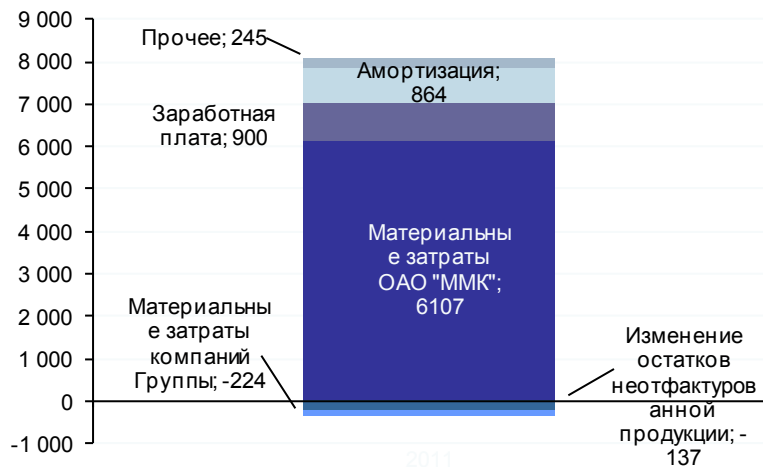 9 000
8 000
7 000
6 000
5 000
4 000
3 000
2 000
1 000
0
-1 000
Прочее; 245
Амортизация;
864
Заработная
плата; 900
Материальны
е затраты
ОАО "ММК";
6107
Материальны
е затраты
компаний
Группы; -224
Изменение
остатков
неотфактуров
анной
продукции; -
137
2011